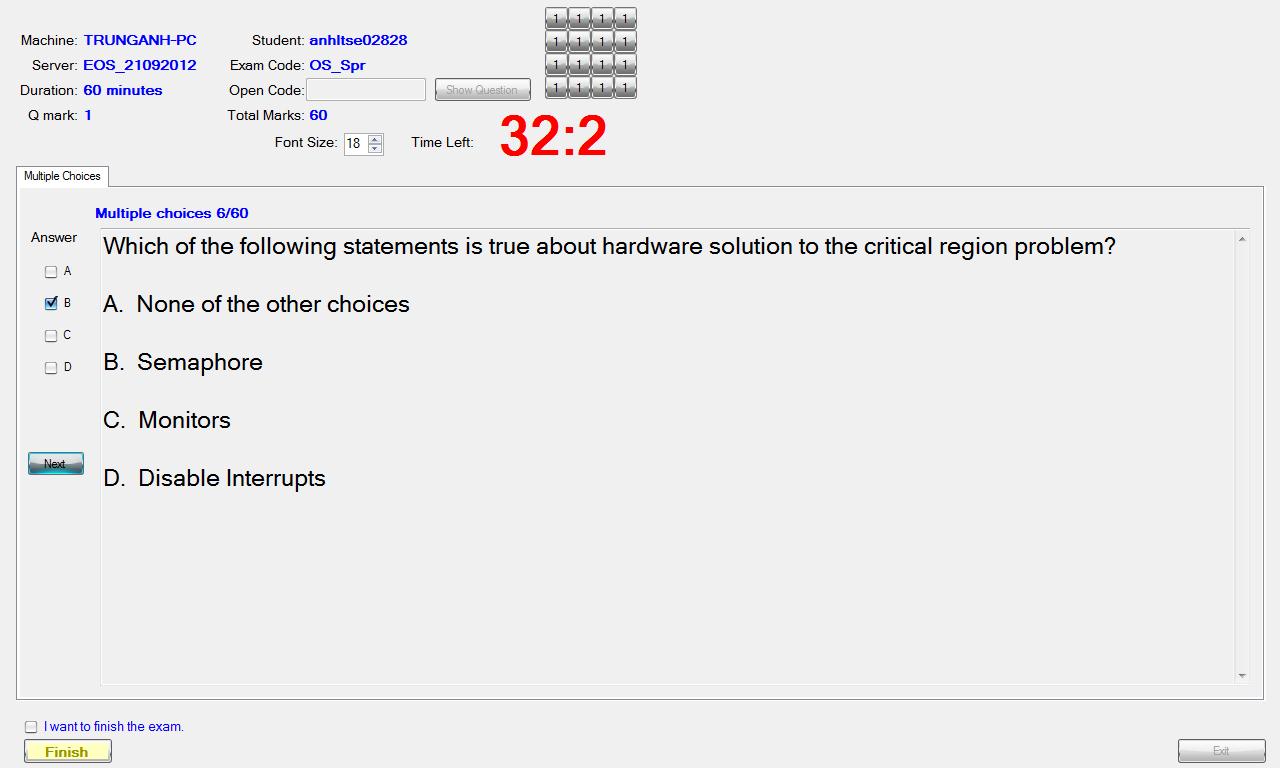 Machine: TRUNGANH-PC Student: anhltse02828
Server: EOS_21092012 Exam Code: OS_Spr
Duration: 60 minutes Open Code: Show Question
Q mark: 1 Total Marks: 60
1 1 1 1
1 1 1 1
1 1 1 1
1 1 1 1
Font Size: 18 Time Left: 32:2
Multiple Choices
Multiple choices 6/60
Answer
A
B
C
D
Next
Which of the following statements is true about hardware solution to the critical region problem?
A. None of the other choices
B. Semaphore
C. Monitors
D. Disable Interrupts
I want to finish the exam.
Finish
Exit